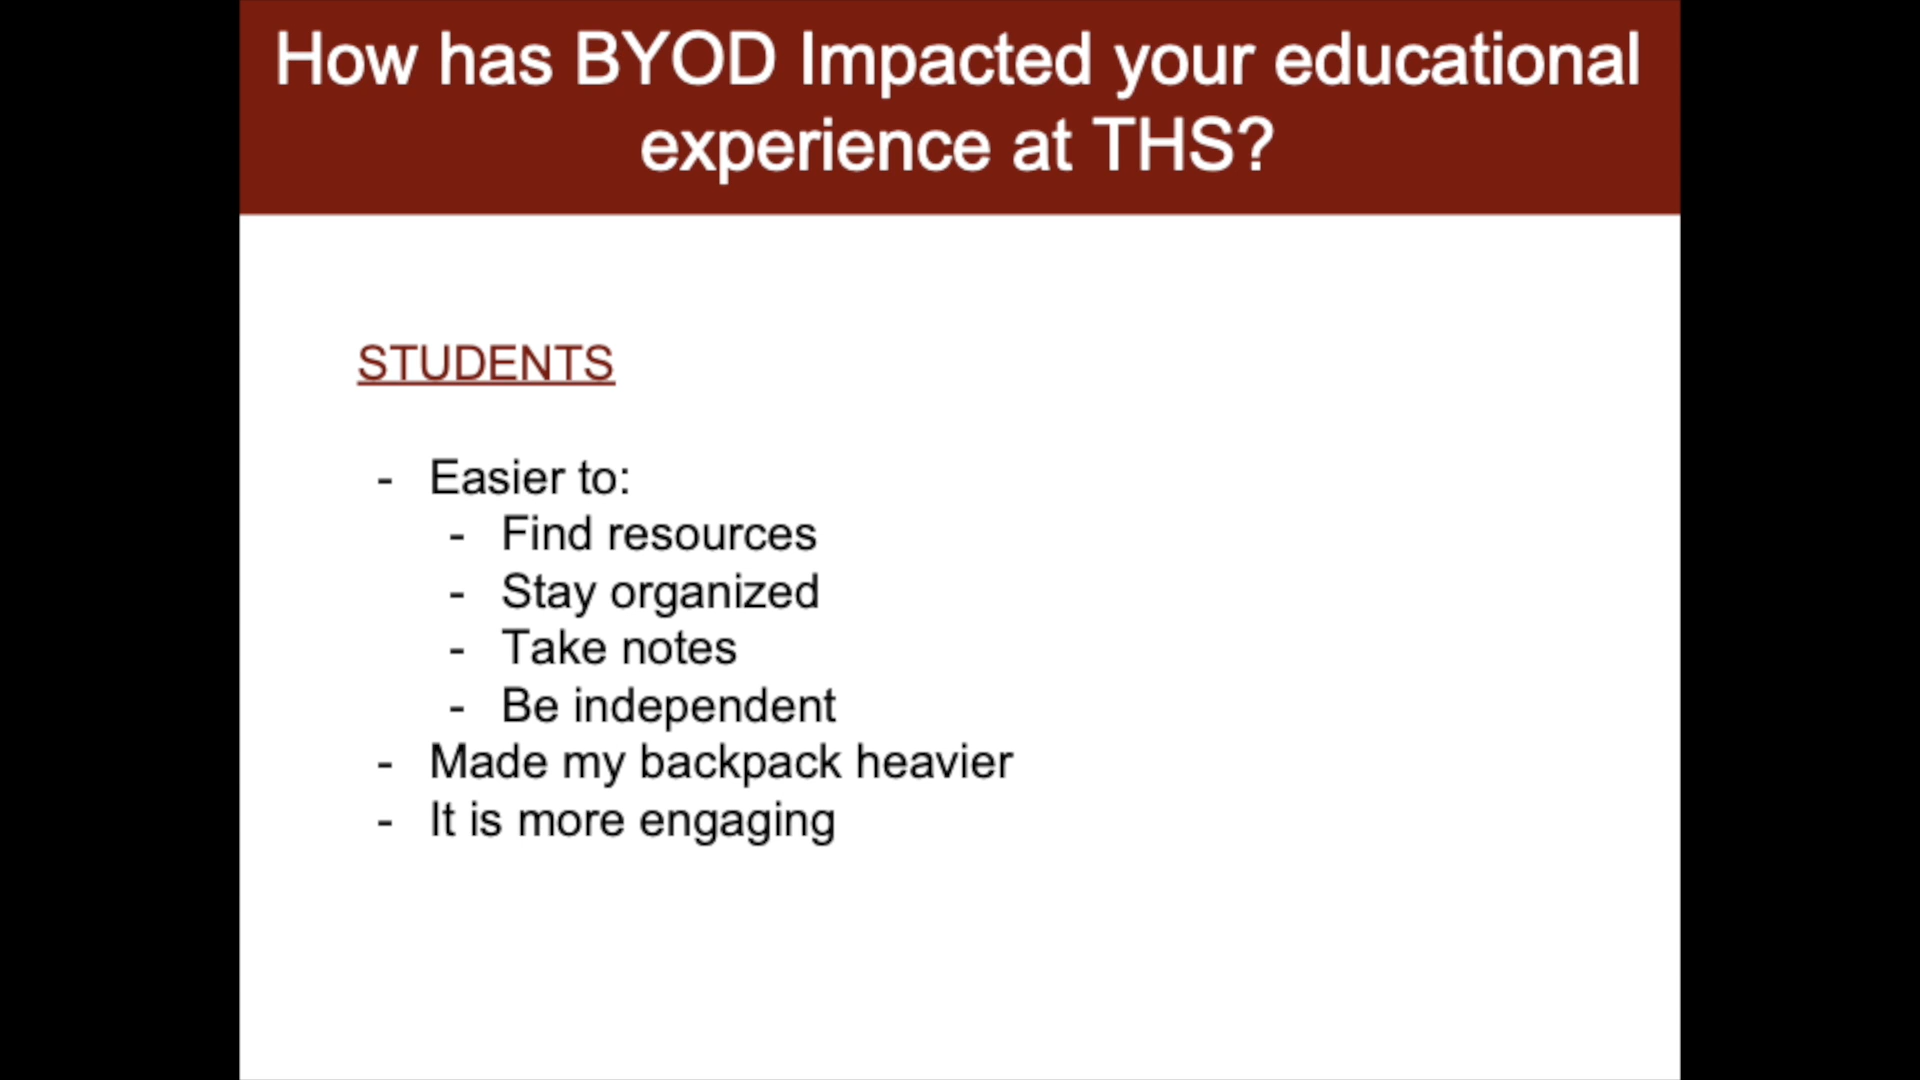 How has BYOD Impacted your educational
experience at THS?
STUDENTS
- Easier to:
- Find resources
- Stay organized
- Take notes
- Be independent
- Made my backpack heavier
- It is more engaging